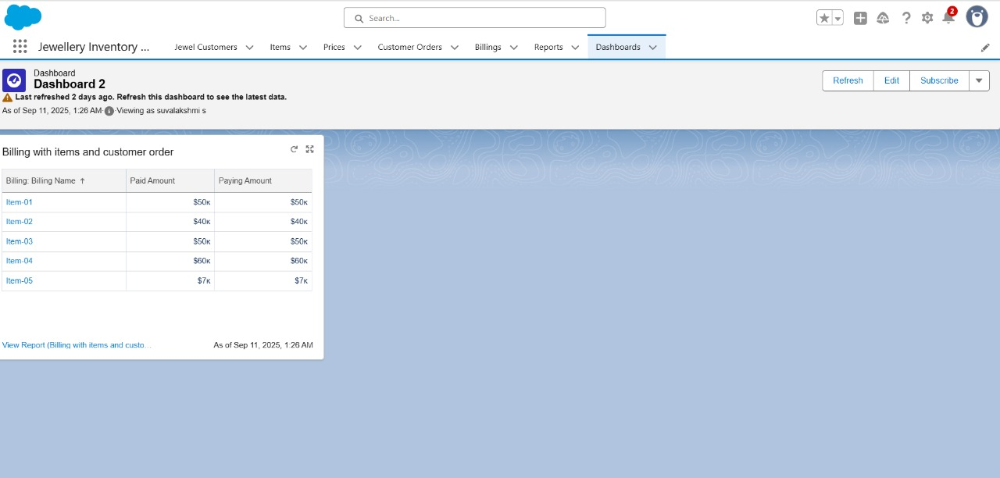 Search...
2
Jewellery Inventory ...
Jewel Customers
Items
Prices
Customer Orders
Billings
Reports
Dashboards
Dashboard
Dashboard 2
Last refreshed 2 days ago. Refresh this dashboard to see the latest data.
As of Sep 11, 2025, 1:26 AM·Viewing as suvalakshmi s
Refresh
Edit
Subscribe
Billing with items and customer order
Billing: Billing Name ↑ Paid Amount Paying Amount
Item-01 $50K $50K
Item-02 $40K $40K
Item-03 $50K $50K
Item-04 $60K $60K
Item-05 $7K $7K
View Report (Billing with items and custo...
As of Sep 11, 2025, 1:26 AM